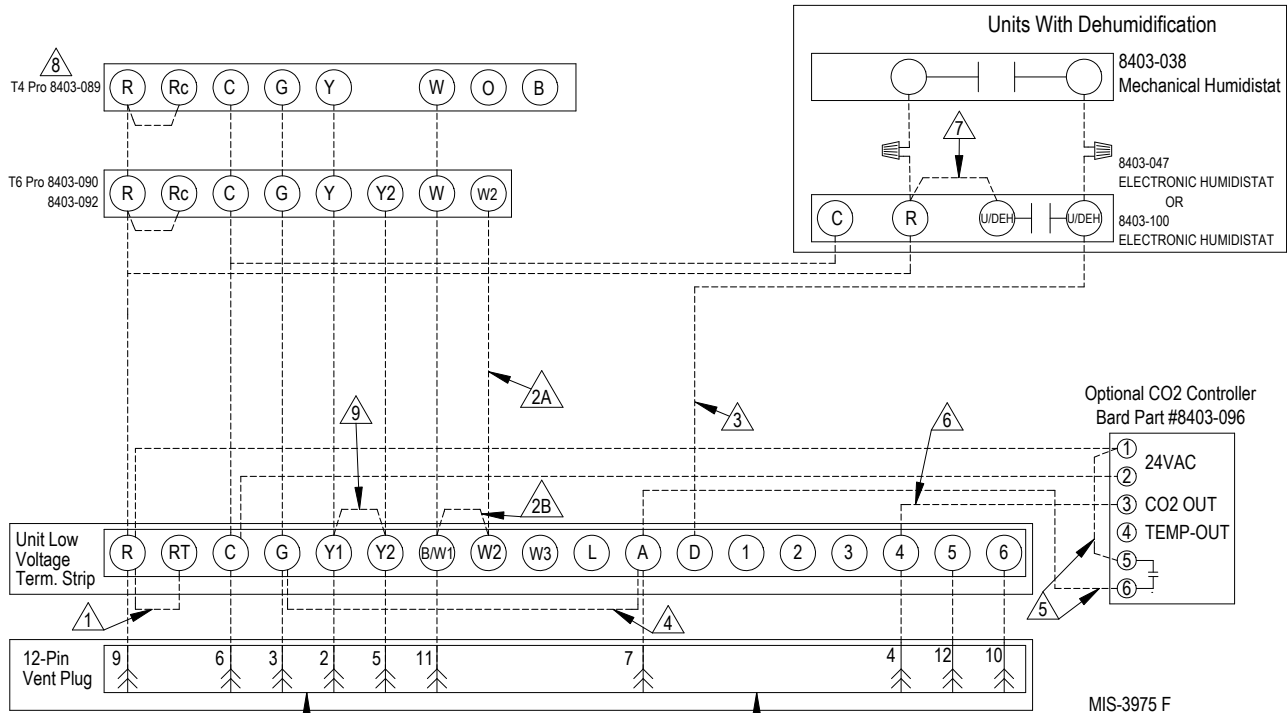 Units With Dehumidification
8403-038
Mechanical Humidistat
8
T4 Pro 8403-089
R Rc C G Y W O B
7
8403-047
ELECTRONIC HUMIDISTAT
OR
8403-100
ELECTRONIC HUMIDISTAT
T6 Pro 8403-090
8403-092
R Rc C G Y Y2 W W2
C R U/DEH U/DEH
2A
9
3
6
2B
Optional CO2 Controller
Bard Part #8403-096
1
24VAC
2
3 CO2 OUT
4 TEMP-OUT
5
6
5
Unit Low
Voltage
Term. Strip
R RT C G Y1 Y2 B/W1 W2 W3 L A D 1 2 3 4 5 6
1
4
12-Pin
Vent Plug
9 6 3 2 5 11 7 4 12 10
MIS-3975 F